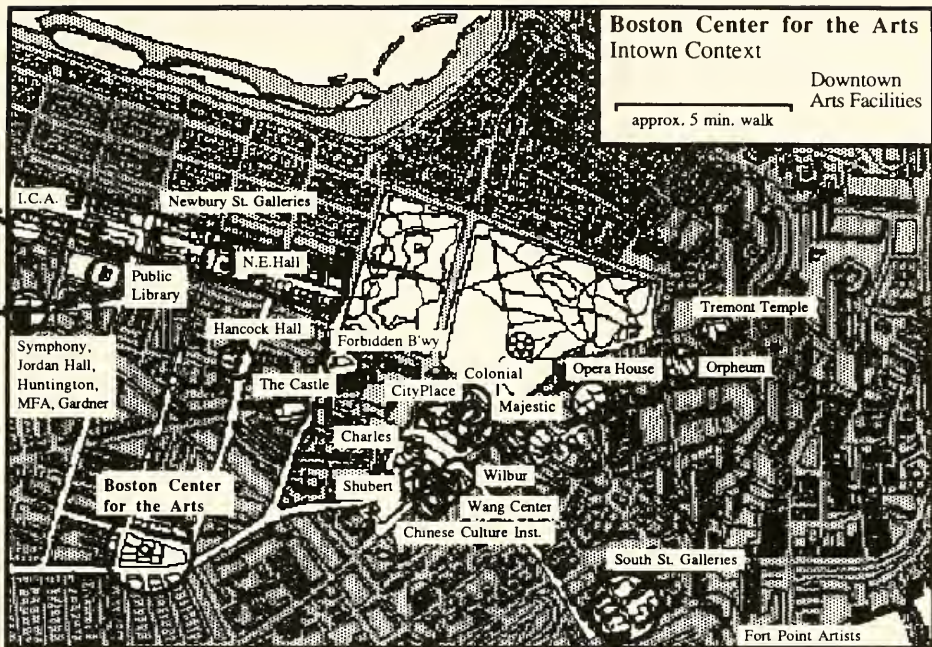 Boston Center for the Arts
Intown Context
Downtown
Arts Facilities
approx. 5 min. walk
I.C.A.
Newbury St. Galleries
N.E.Hall
Public
Library
Tremont Temple
Hancock Hall
Forbidden B'wy
Symphony,
Jordan Hall,
Huntington,
MFA, Gardner
The Castle
CityPlace
Colonial
Opera House
Orpheum
Majestic
Charles
Shubert
Wilbur
Wang Center
Chinese Culture Inst.
Boston Center
for the Arts
South St. Galleries
Fort Point Artists